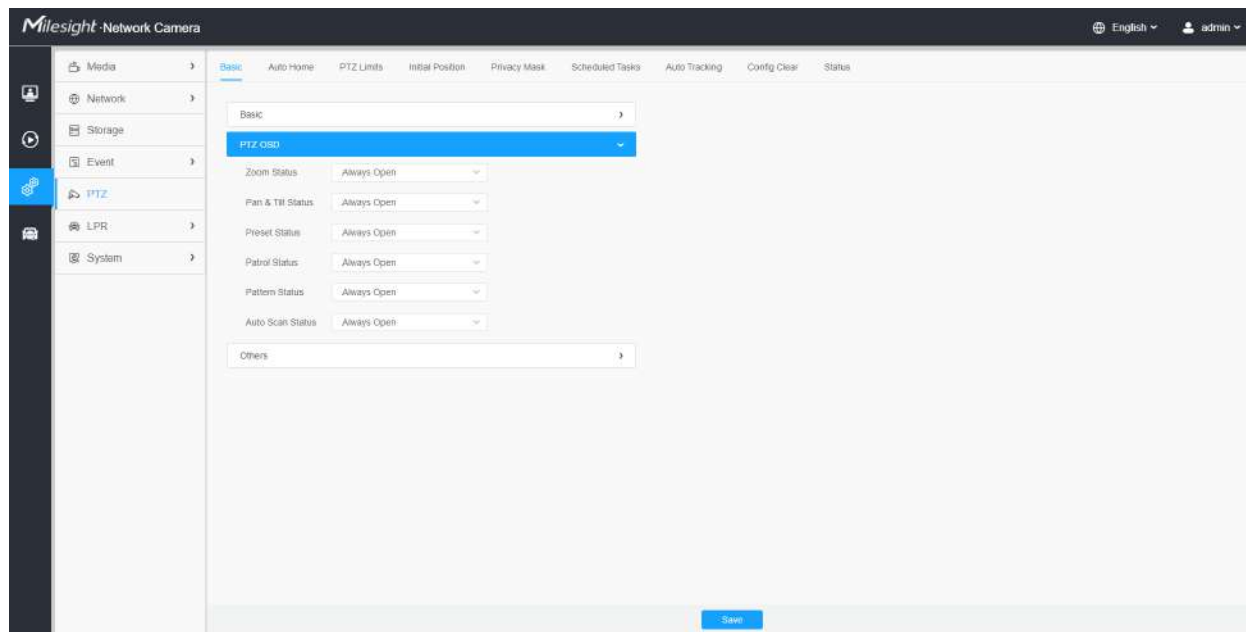 Milesight-Network Camera
English
admin
Media
Network
Storage
Event
PTZ
LPR
System
Basic
Auto Home
PTZ Limits
Initial Position
Privacy Mask
Scheduled Tasks
Auto Tracking
Config Clear
Status
Basic
PTZ OSD
Zoom Status
Always Open
Pan & Tilt Status
Always Open
Preset Status
Always Open
Patrol Status
Always Open
Pattern Status
Always Open
Auto Scan Status
Always Open
Others
Save